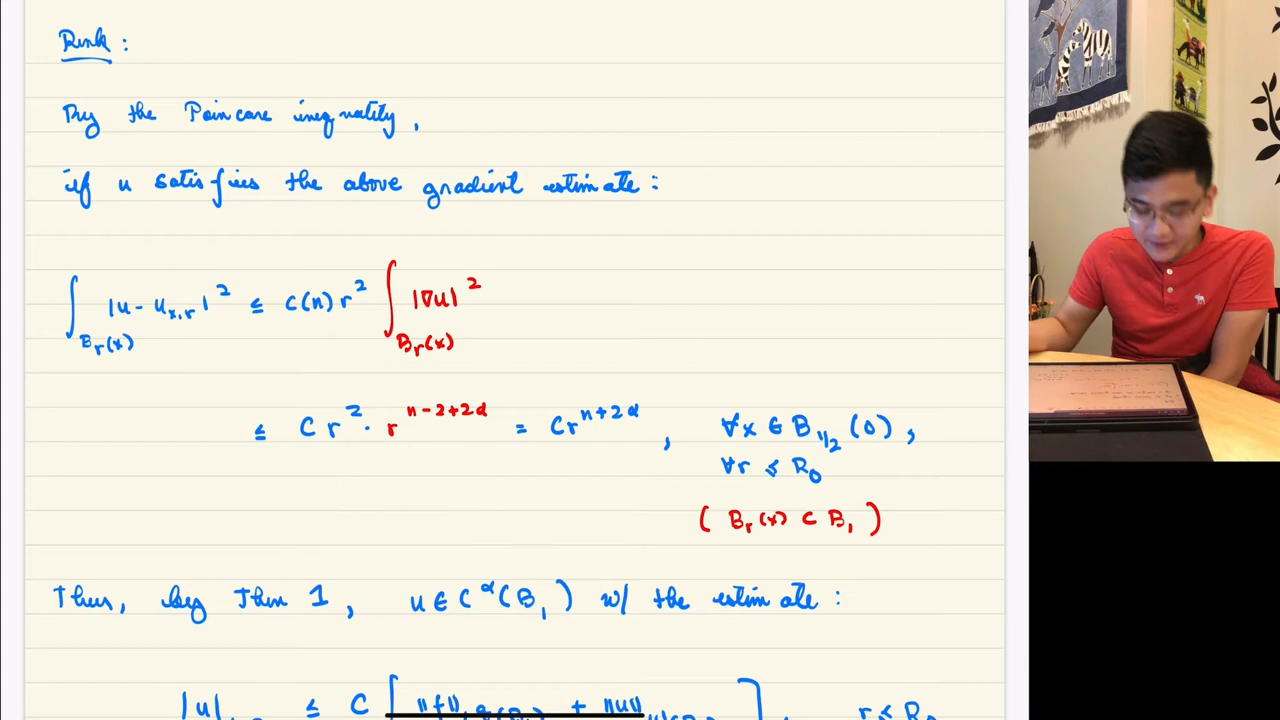 Rmk :
By the Poincare inequality,
if u satisfies the above gradient estimate :
∫_{B_r(x)} |u - u_{x,r}|^2 ≤ C(n) r^2 ∫_{B_r(x)} |∇u|^2
≤ C r^2 · r^{n-2+2α} = C r^{n+2α} , ∀x ∈ B_{1/2}(0) ,
∀r ≤ R_0
( B_r(x) ⊂ B_1 )
Thus, by Thm 1 , u ∈ C^α(B_1) w/ the estimate :
|u| ≤ C [ ‖f‖ + ‖u‖ ] r ≤ R_0